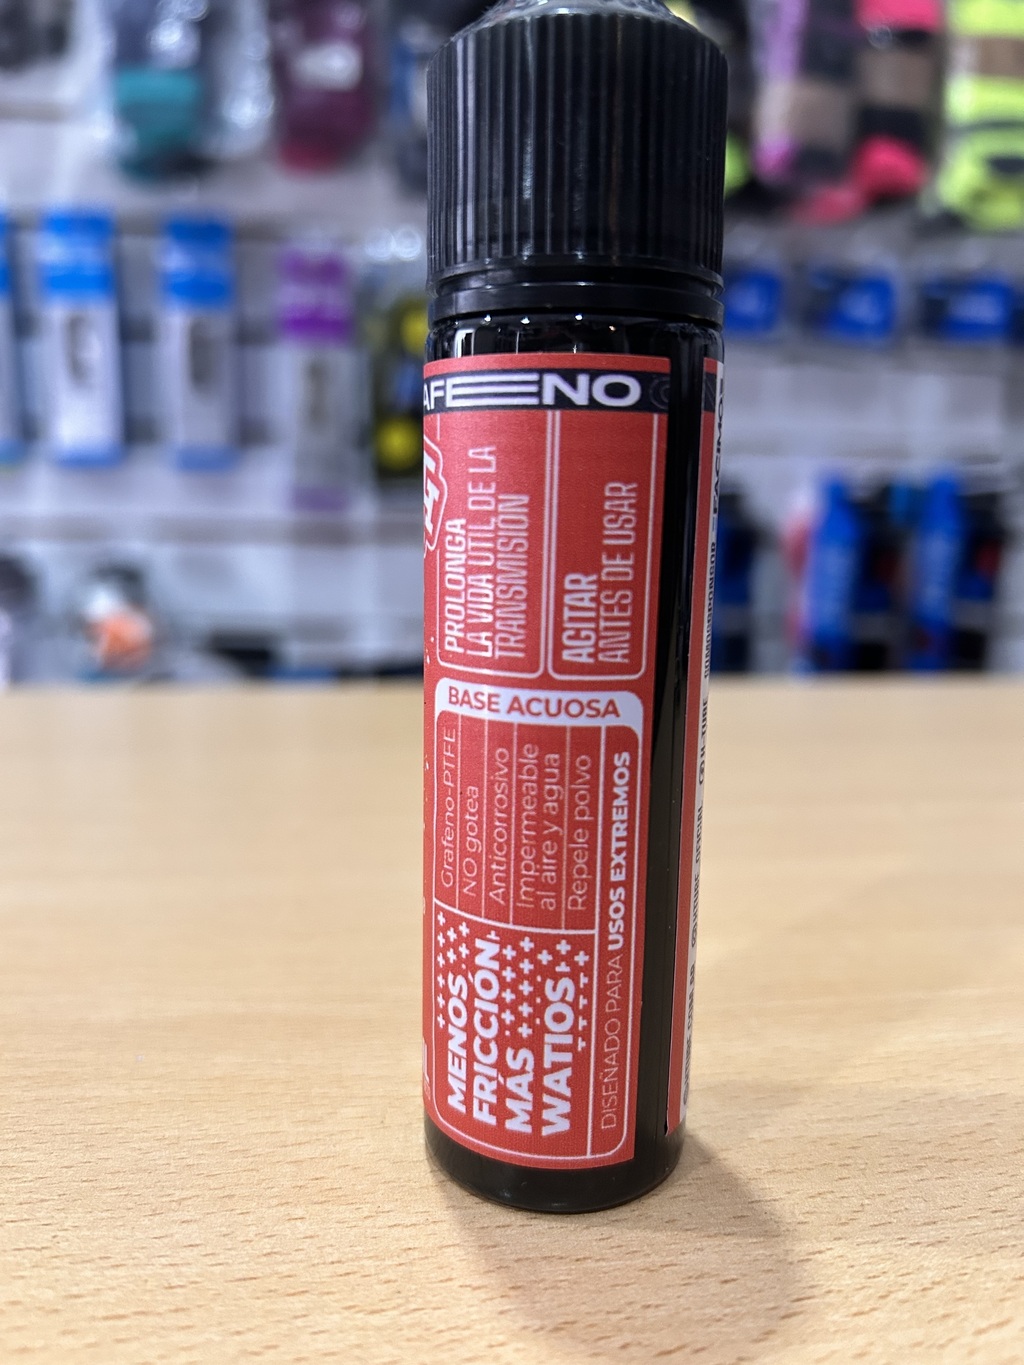 NO
PROLONGA
LA VIDA ÚTIL DE LA
TRANSMISIÓN
AGITAR
ANTES DE USAR
BASE ACUOSA
Grafeno-PTFE
NO gotea
Anticorrosivo
Impermeable
al aire y agua
Repele polvo
MENOS
FRICCIÓN
MÁS
WATIOS
DISEÑADO PARA USOS EXTREMOS